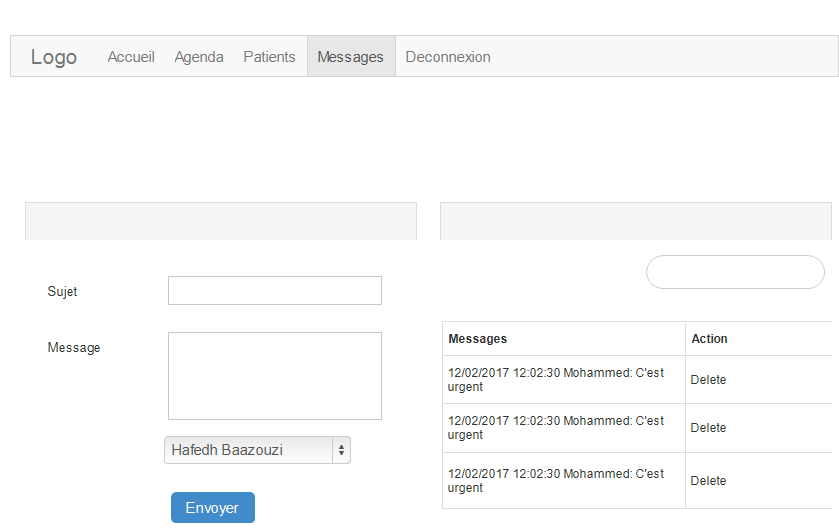 Logo Accueil Agenda Patients Messages Deconnexion
Sujet
Message
Hafedh Baazouzi
Envoyer
Messages Action
12/02/2017 12:02:30 Mohammed: C'est
urgent
Delete
12/02/2017 12:02:30 Mohammed: C'est
urgent
Delete
12/02/2017 12:02:30 Mohammed: C'est
urgent
Delete